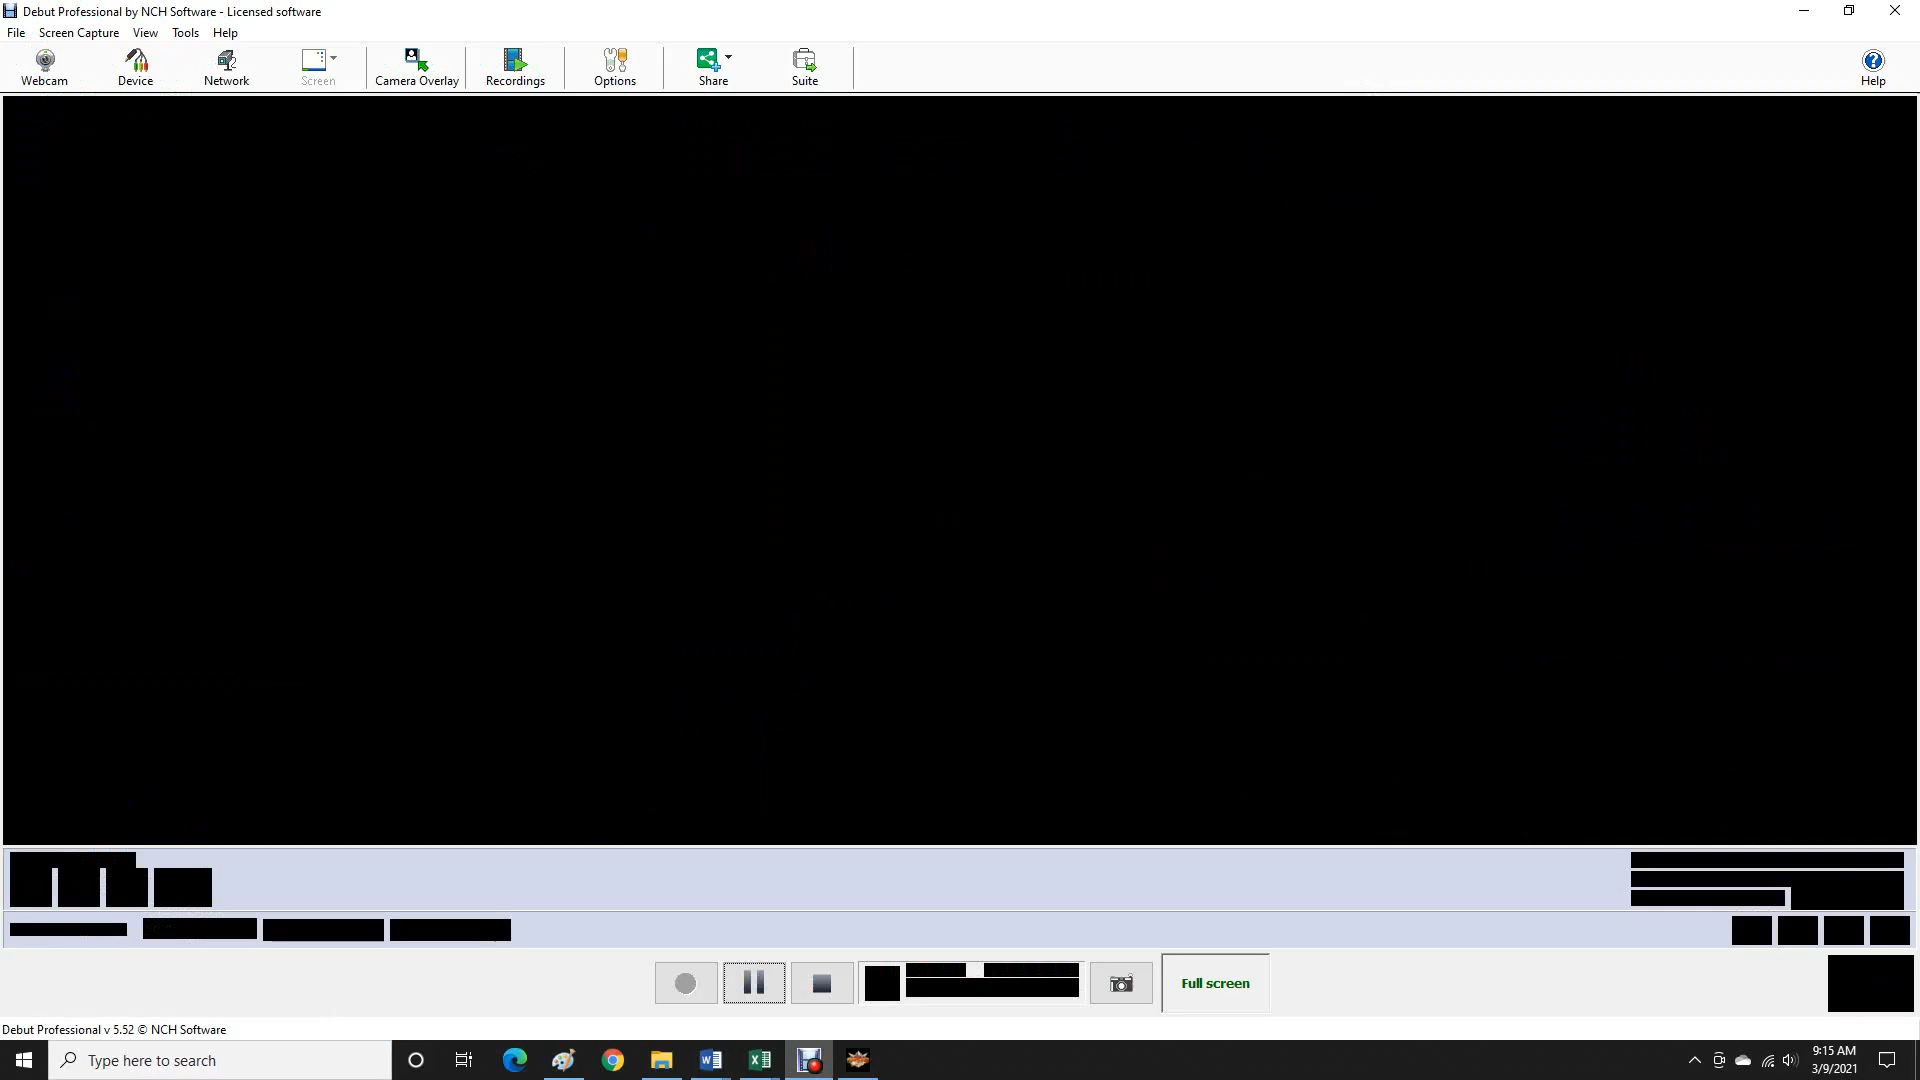 Debut Professional by NCH Software - Licensed software
File Screen Capture View Tools Help
Webcam Device Network Screen Camera Overlay Recordings Options Share Suite Help
Full screen
Debut Professional v 5.52 © NCH Software
Type here to search
9:15 AM
3/9/2021